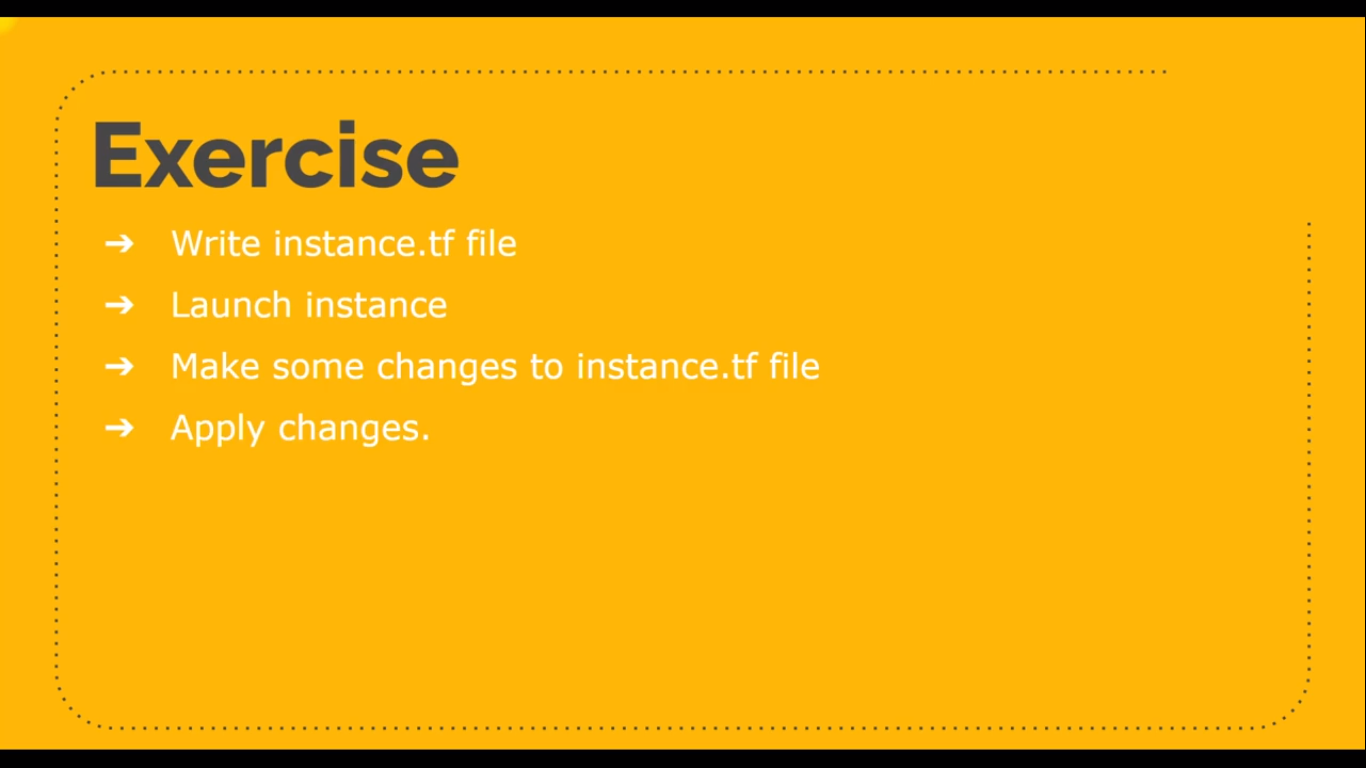 Exercise
➔ Write instance.tf file
➔ Launch instance
➔ Make some changes to instance.tf file
➔ Apply changes.